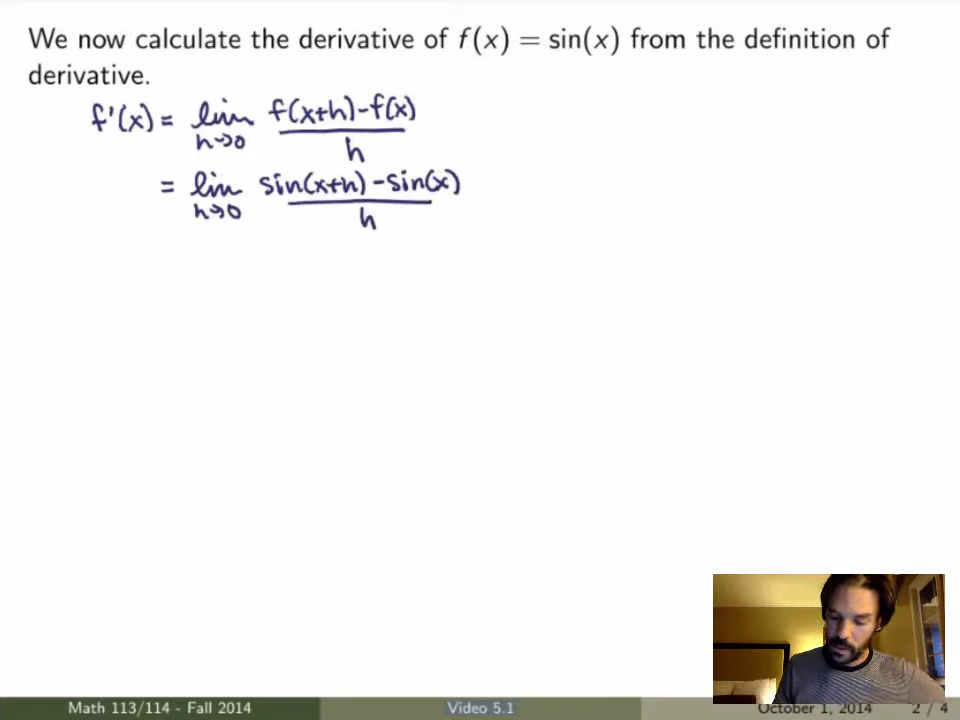 We now calculate the derivative of f(x) = sin(x) from the definition of
derivative.
f'(x) = lim h→0 f(x+h)-f(x) / h
= lim h→0 sin(x+h)-sin(x) / h
Math 113/114 - Fall 2014 Video 5.1 October 1, 2014 2 / 4